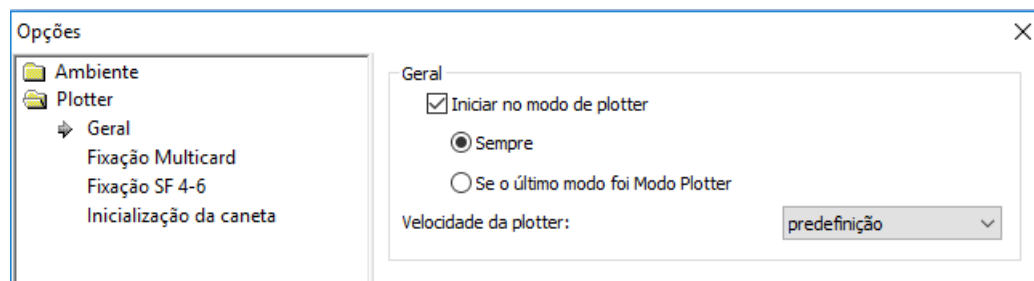 Opções
Ambiente
Plotter
Geral
Fixação Multicard
Fixação SF 4-6
Inicialização da caneta
Geral
Iniciar no modo de plotter
Sempre
Se o último modo foi Modo Plotter
Velocidade da plotter:
predefinição